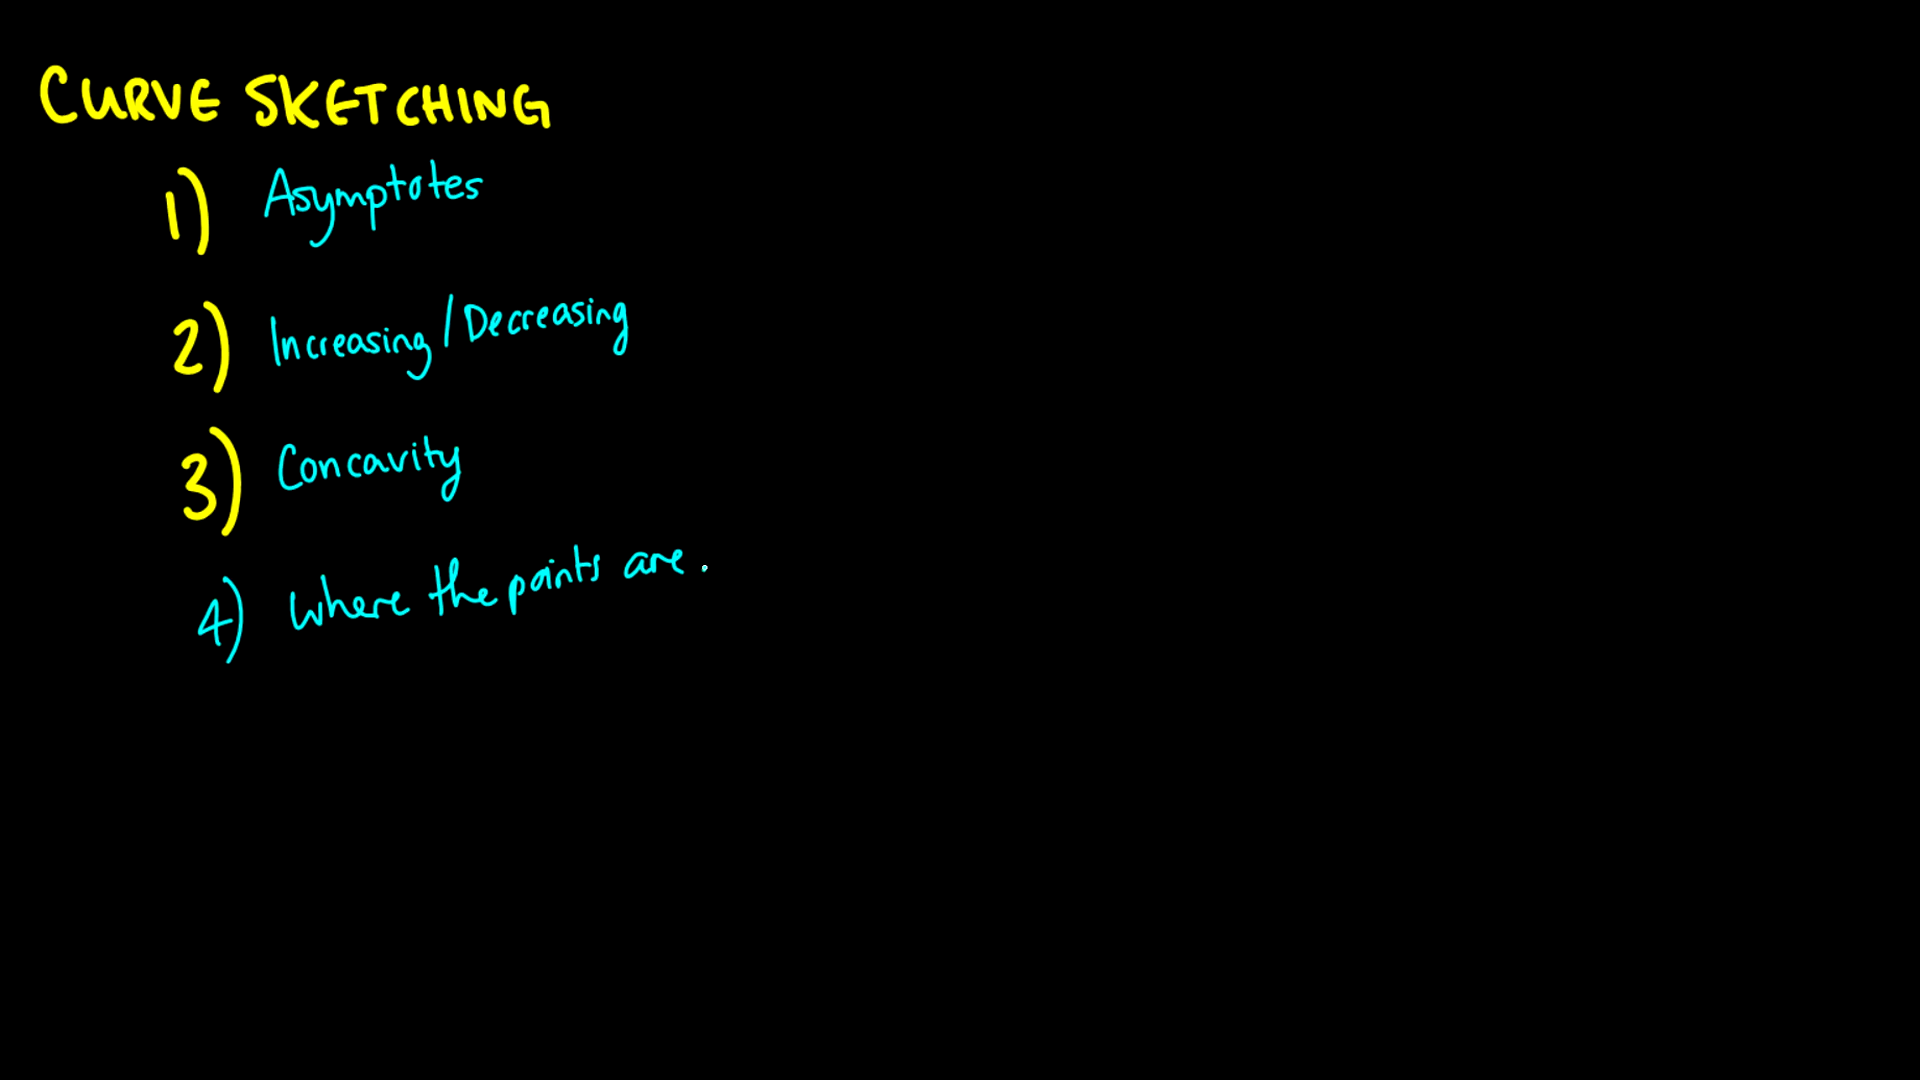 CURVE SKETCHING
1) Asymptotes
2) Increasing/Decreasing
3) Concavity
4) Where the points are.